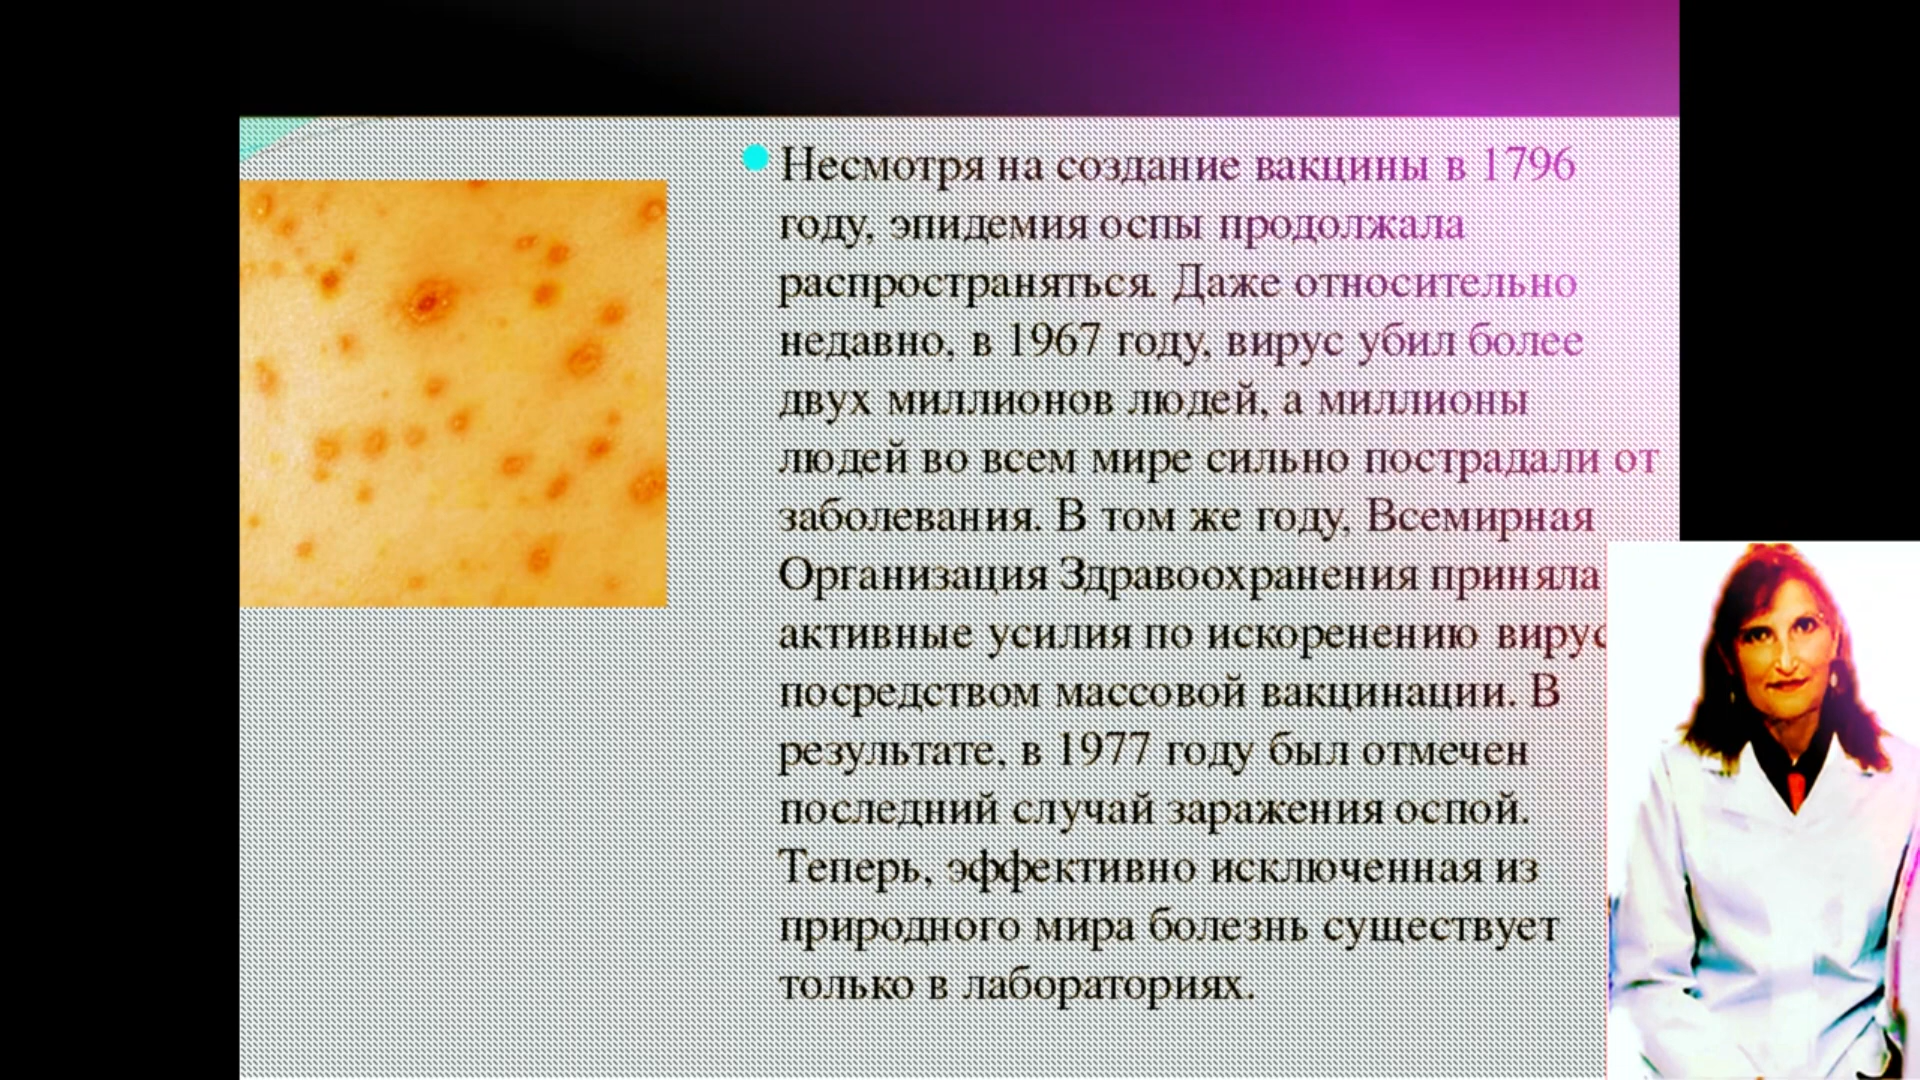 Несмотря на создание вакцины в 1796
году, эпидемия оспы продолжала
распространяться. Даже относительно
недавно, в 1967 году, вирус убил более
двух миллионов людей, а миллионы
людей во всем мире сильно пострадали от
заболевания. В том же году, Всемирная
Организация Здравоохранения приняла
активные усилия по искоренению вирус
посредством массовой вакцинации. В
результате, в 1977 году был отмечен
последний случай заражения оспой.
Теперь, эффективно исключенная из
природного мира болезнь существует
только в лабораториях.